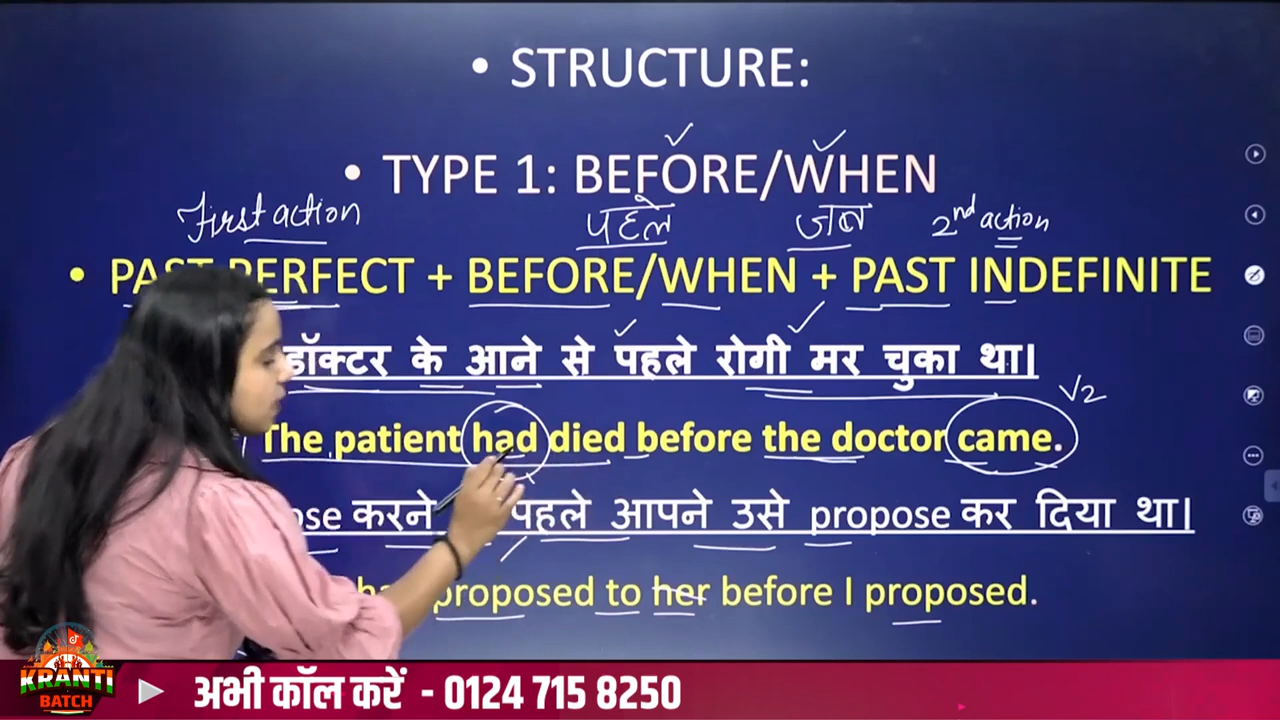 • STRUCTURE:
• TYPE 1: BEFORE/WHEN
First action पहले जब 2nd action
• PAST PERFECT + BEFORE/WHEN + PAST INDEFINITE
डॉक्टर के आने से पहले रोगी मर चुका था।
V2
The patient had died before the doctor came.
करने पहले आपने उसे propose कर दिया था।
proposed to her before I proposed.
KRANTI
BATCH
अभी कॉल करें - 0124 715 8250